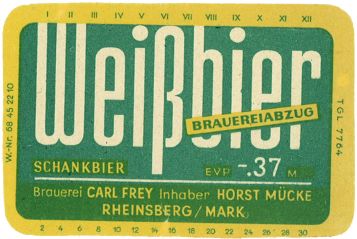 I II III IV V VI VII VIII IX X XI XII
Weißbier
BRAUEREIABZUG
SCHANKBIER EVP -.37 M
Brauerei CARL FREY Inhaber HORST MÜCKE
RHEINSBERG/MARK
2 4 6 8 10 12 14 16 18 20 22 24 26 28 30
W.-Nr. 68 45 22 10
TGL 7764